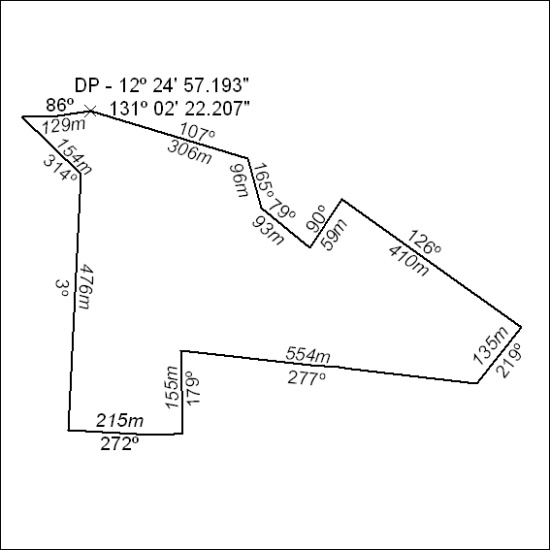 DP - 12º 24' 57.193"
86º 131º 02' 22.207"
129m
107º
306m
154m
314º
96m
165º
79º
93m
90º
59m
126º
410m
476m
3º
135m
219º
554m
277º
155m
179º
215m
272º